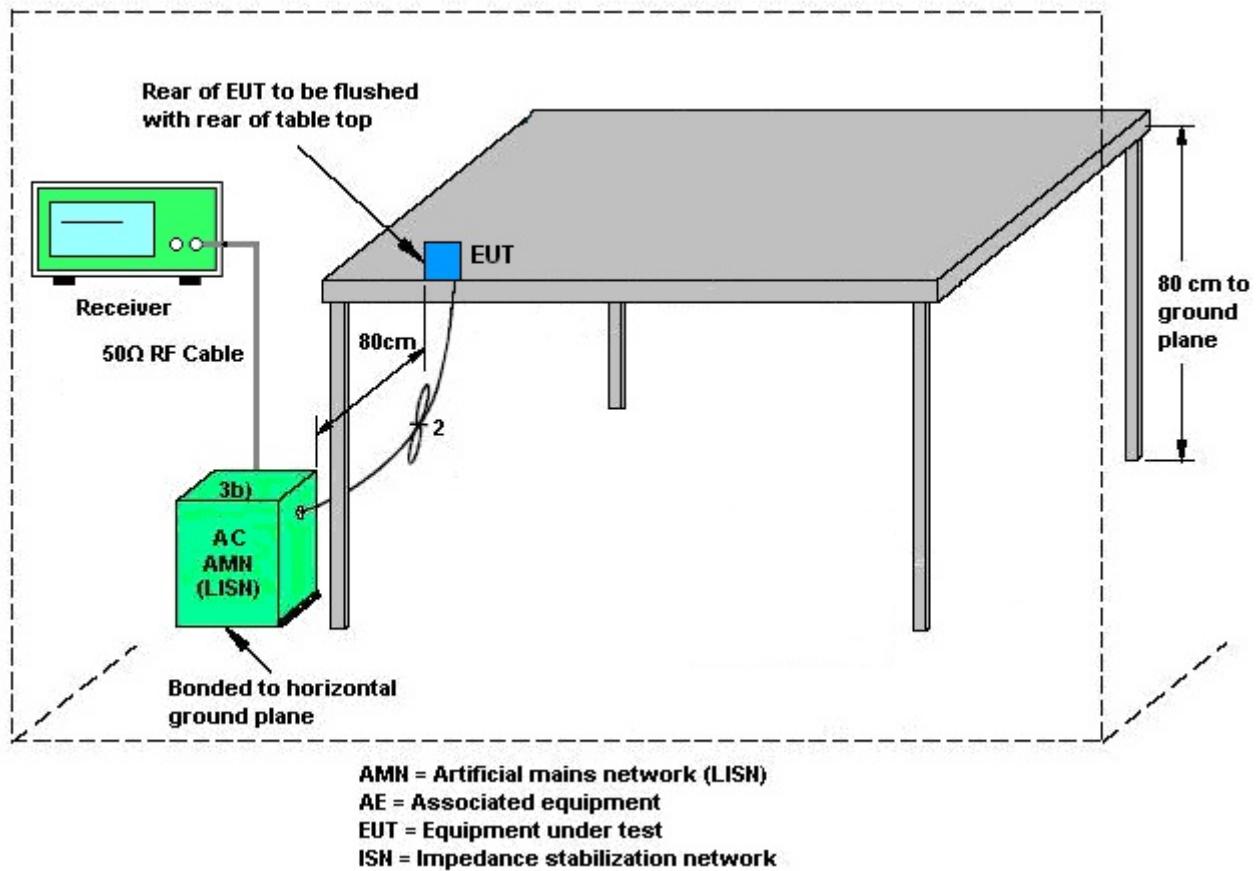 Rear of EUT to be flushed
with rear of table top
EUT
Receiver
50Ω RF Cable
80cm
80 cm to
ground
plane
2
3b)
AC
AMN
(LISN)
Bonded to horizontal
ground plane
AMN = Artificial mains network (LISN)
AE = Associated equipment
EUT = Equipment under test
ISN = Impedance stabilization network